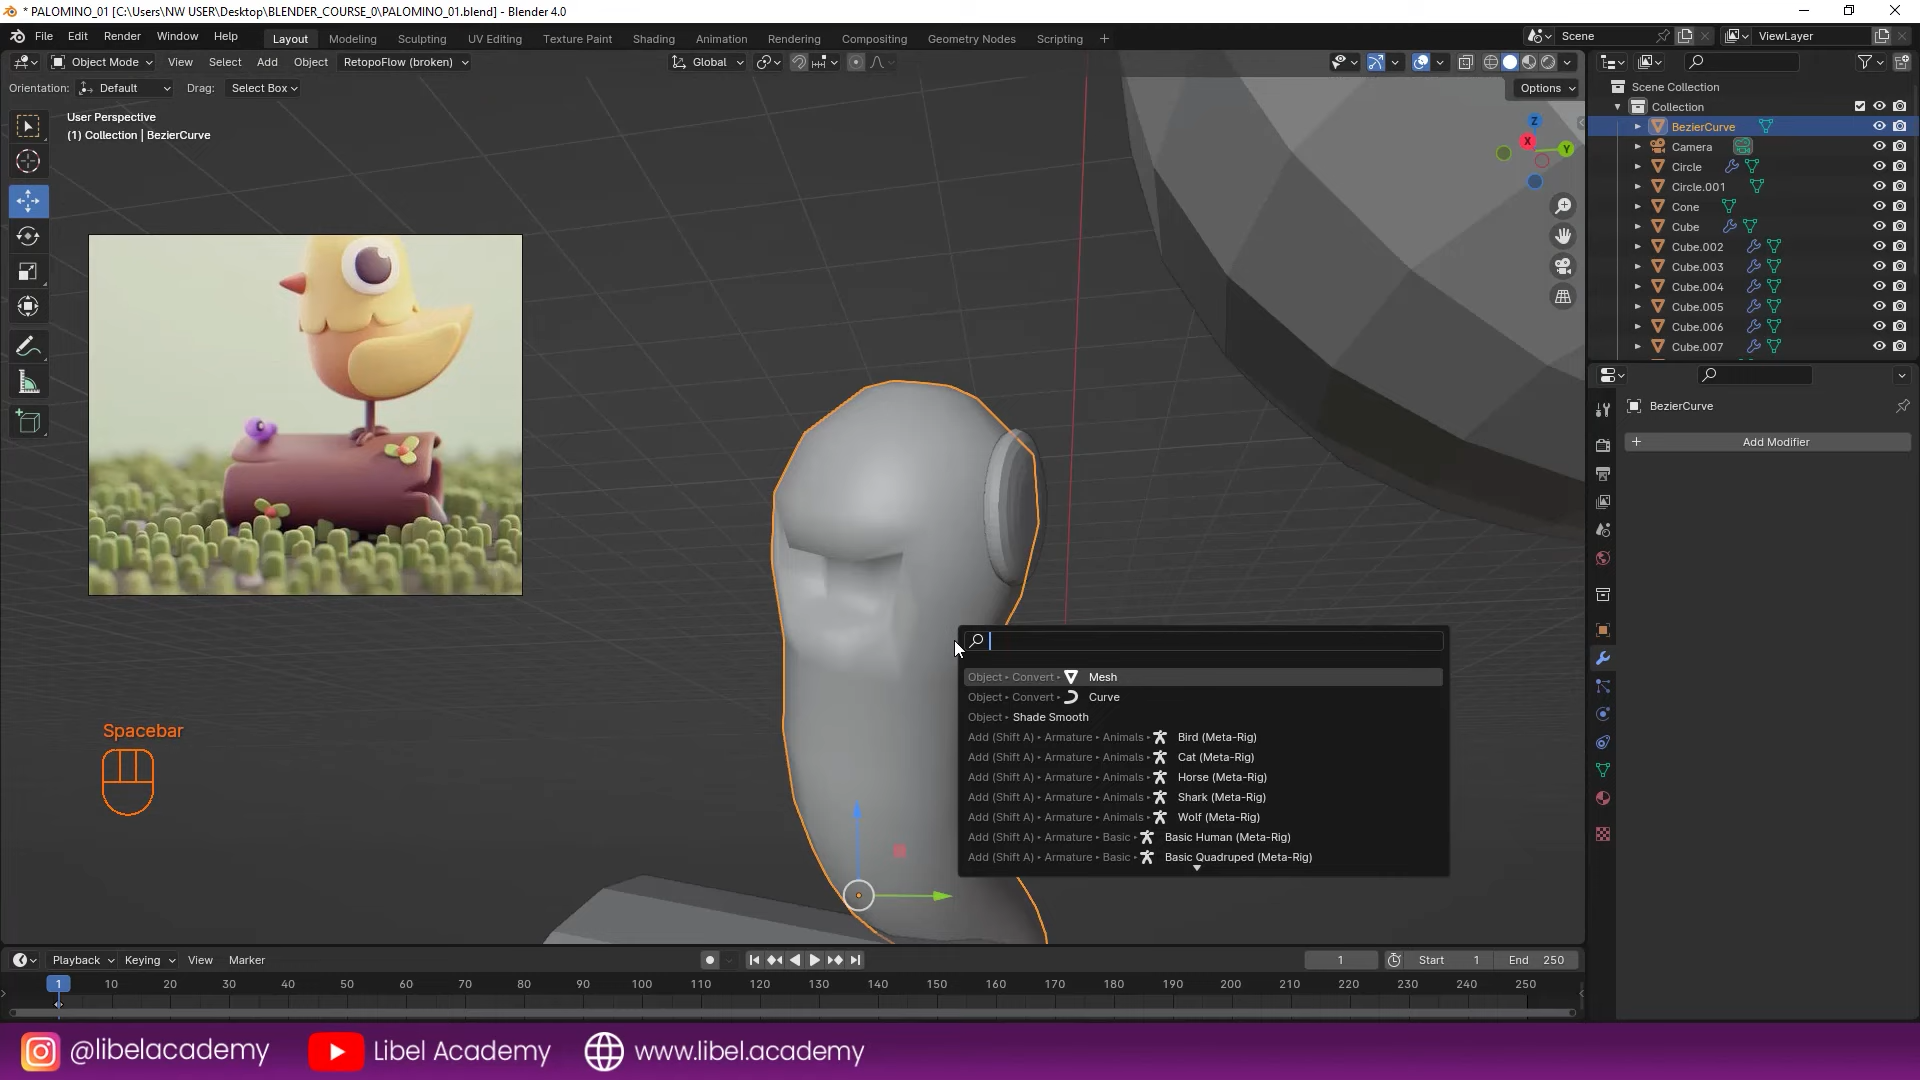 * PALOMINO_01 [C:\Users\NW USER\Desktop\BLENDER_COURSE_0\PALOMINO_01.blend] - Blender 4.0
File Edit Render Window Help
Layout Modeling Sculpting UV Editing Texture Paint Shading Animation Rendering Compositing Geometry Nodes Scripting +
Scene
ViewLayer
Object Mode View Select Add Object RetopoFlow (broken)
Global
Orientation: Default Drag: Select Box
Options
User Perspective
(1) Collection | BezierCurve
Z
X
Y
Scene Collection
Collection
BezierCurve
Camera
Circle
Circle.001
Cone
Cube
Cube.002
Cube.003
Cube.004
Cube.005
Cube.006
Cube.007
BezierCurve
+ Add Modifier
Object ▸ Convert ▸ Mesh
Object ▸ Convert ▸ Curve
Object ▸ Shade Smooth
Add (Shift A) ▸ Armature ▸ Animals ▸ Bird (Meta-Rig)
Add (Shift A) ▸ Armature ▸ Animals ▸ Cat (Meta-Rig)
Add (Shift A) ▸ Armature ▸ Animals ▸ Horse (Meta-Rig)
Add (Shift A) ▸ Armature ▸ Animals ▸ Shark (Meta-Rig)
Add (Shift A) ▸ Armature ▸ Animals ▸ Wolf (Meta-Rig)
Add (Shift A) ▸ Armature ▸ Basic ▸ Basic Human (Meta-Rig)
Add (Shift A) ▸ Armature ▸ Basic ▸ Basic Quadruped (Meta-Rig)
Spacebar
Playback Keying View Marker
1 Start 1 End 250
1 10 20 30 40 50 60 70 80 90 100 110 120 130 140 150 160 170 180 190 200 210 220 230 240 250
@libelacademy Libel Academy www.libel.academy